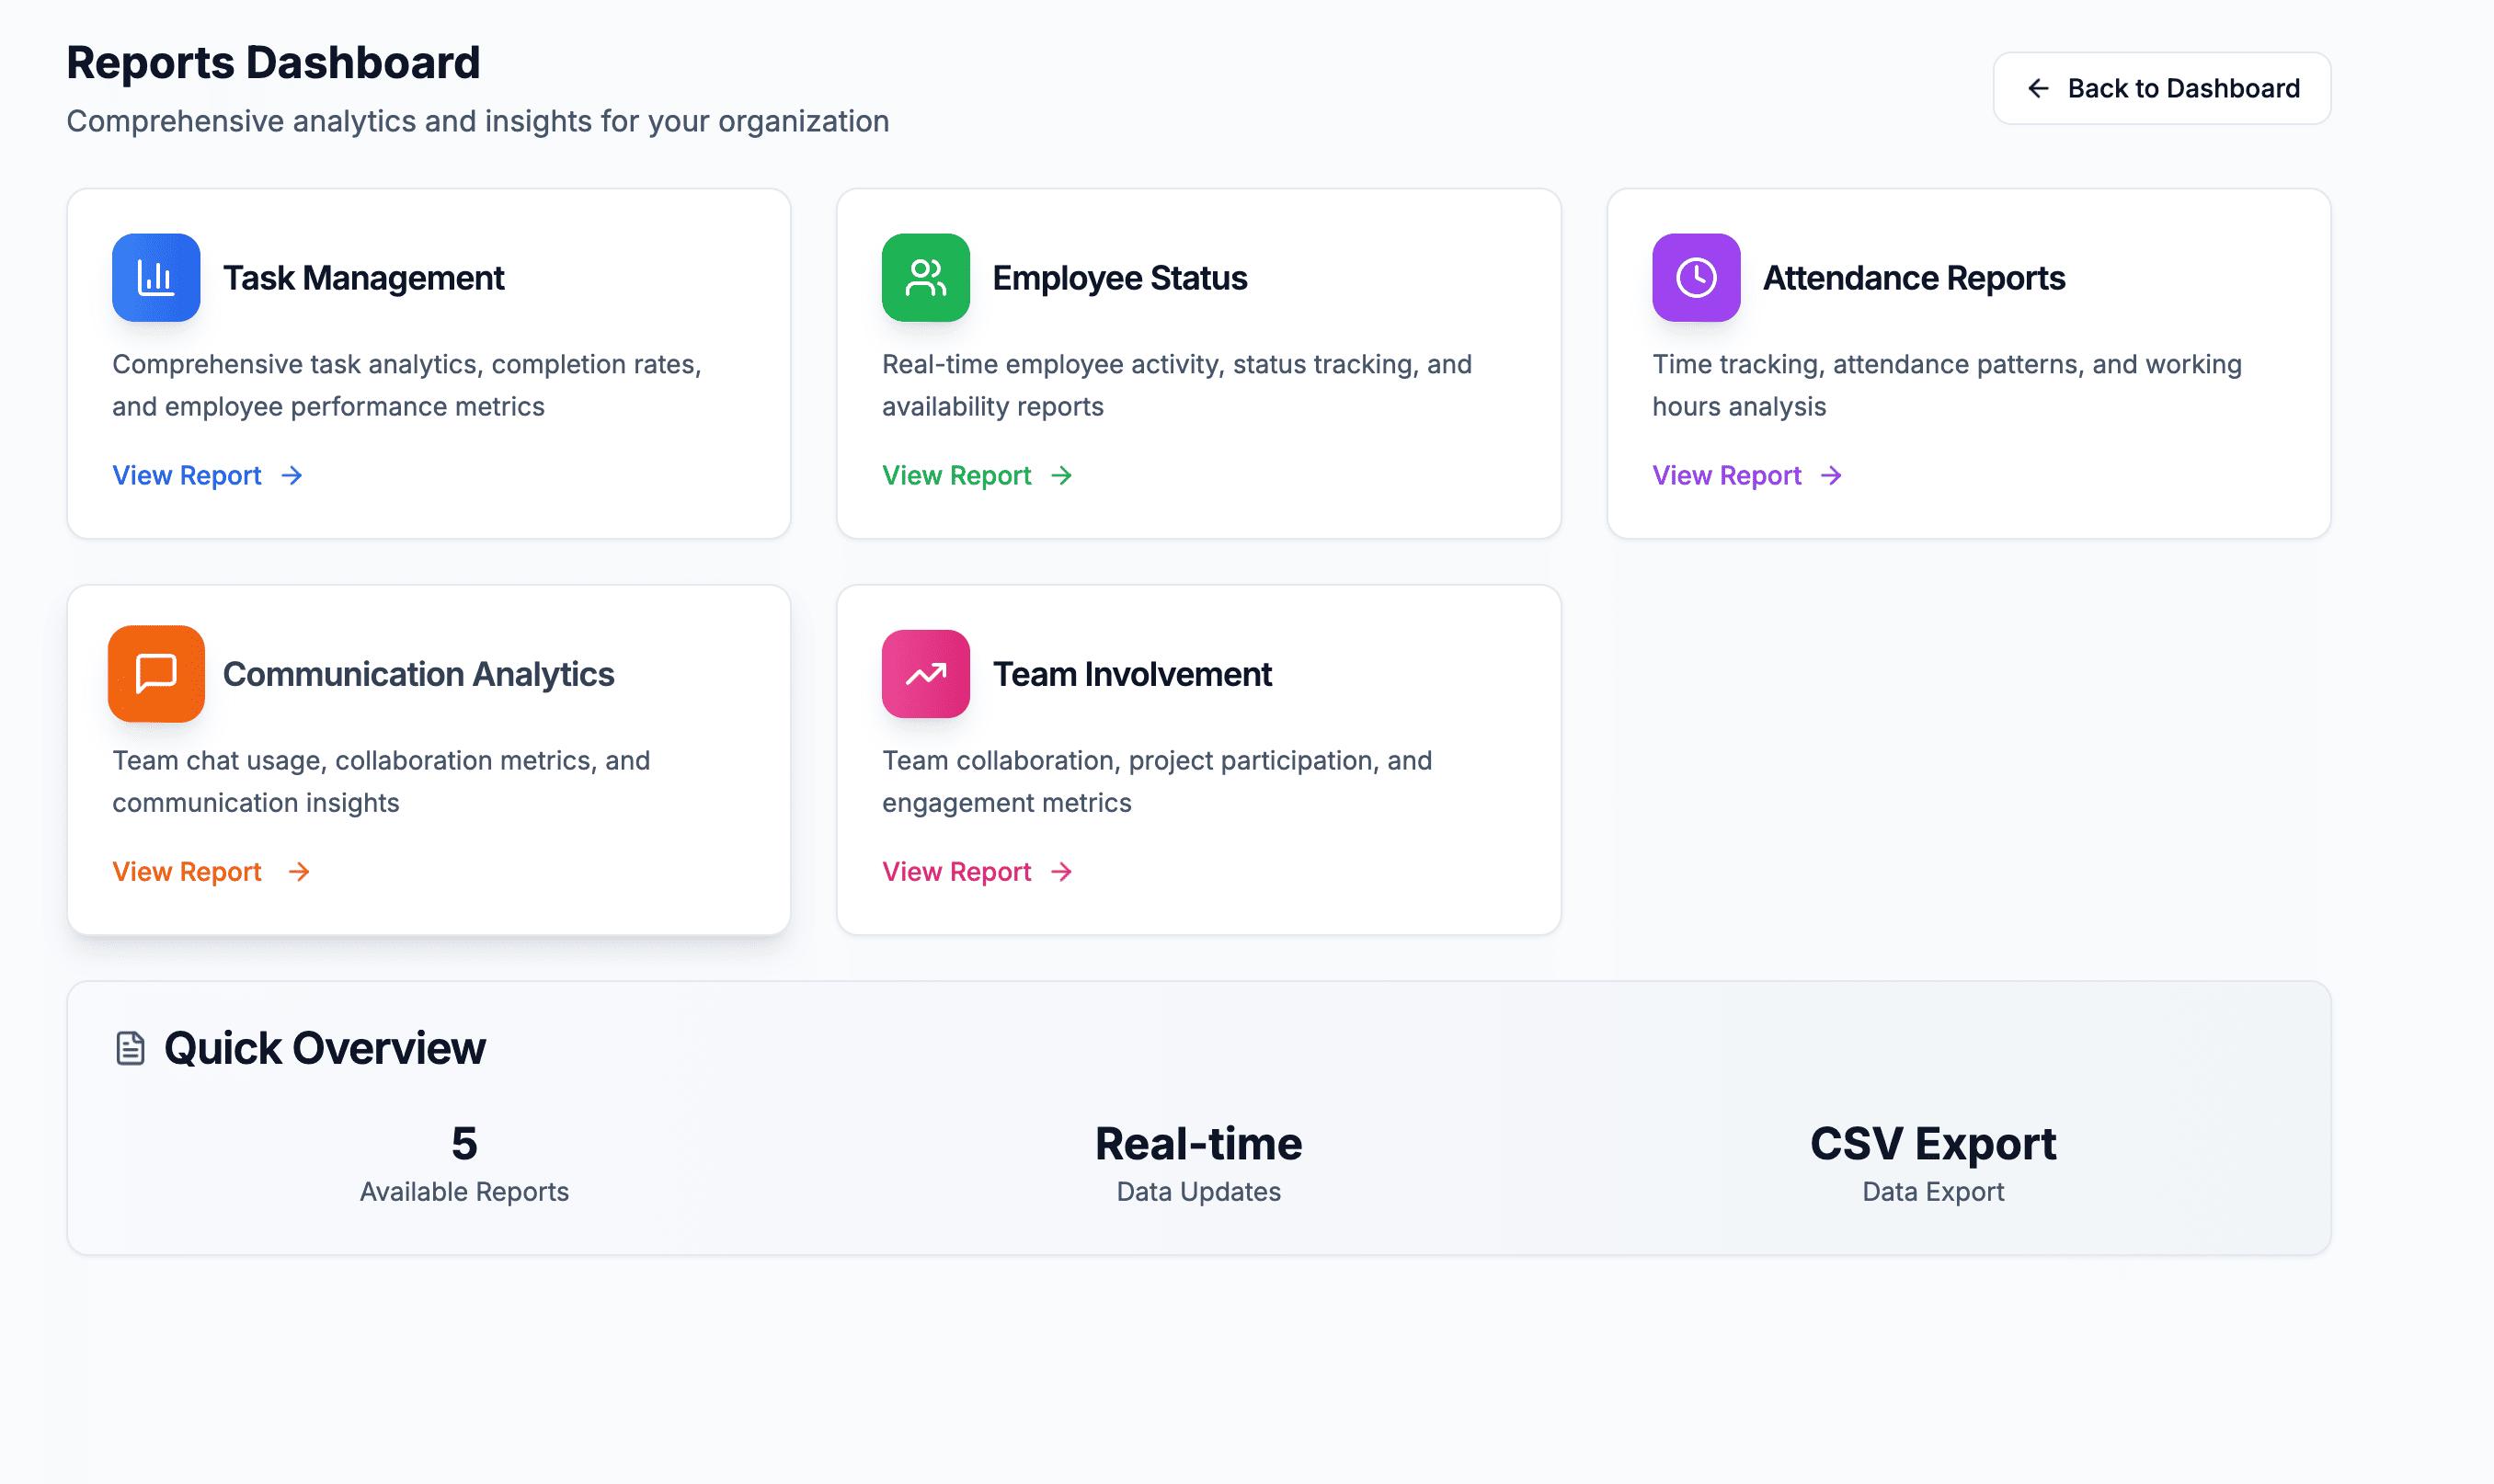 Reports Dashboard
Comprehensive analytics and insights for your organization
Back to Dashboard
Task Management
Comprehensive task analytics, completion rates,
and employee performance metrics
View Report
Employee Status
Real-time employee activity, status tracking, and
availability reports
View Report
Attendance Reports
Time tracking, attendance patterns, and working
hours analysis
View Report
Communication Analytics
Team chat usage, collaboration metrics, and
communication insights
View Report
Team Involvement
Team collaboration, project participation, and
engagement metrics
View Report
Quick Overview
5
Available Reports
Real-time
Data Updates
CSV Export
Data Export